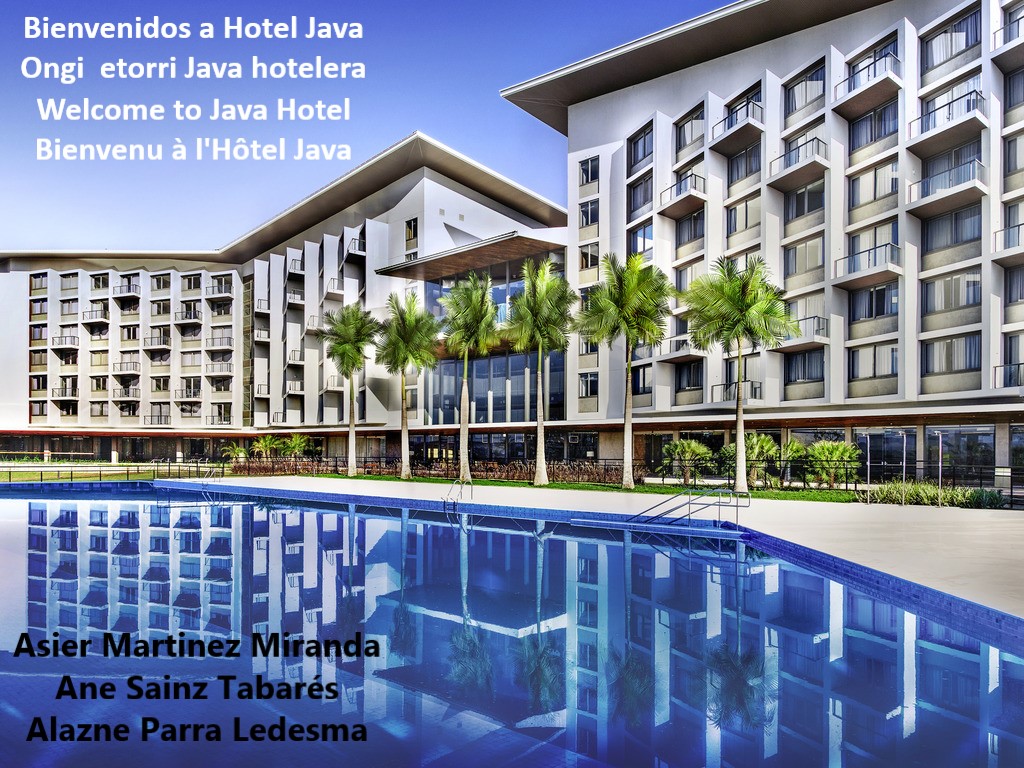 Bienvenidos a Hotel Java
Ongi etorri Java hotelera
Welcome to Java Hotel
Bienvenu à l'Hôtel Java
Asier Martinez Miranda
Ane Sainz Tabarés
Alazne Parra Ledesma